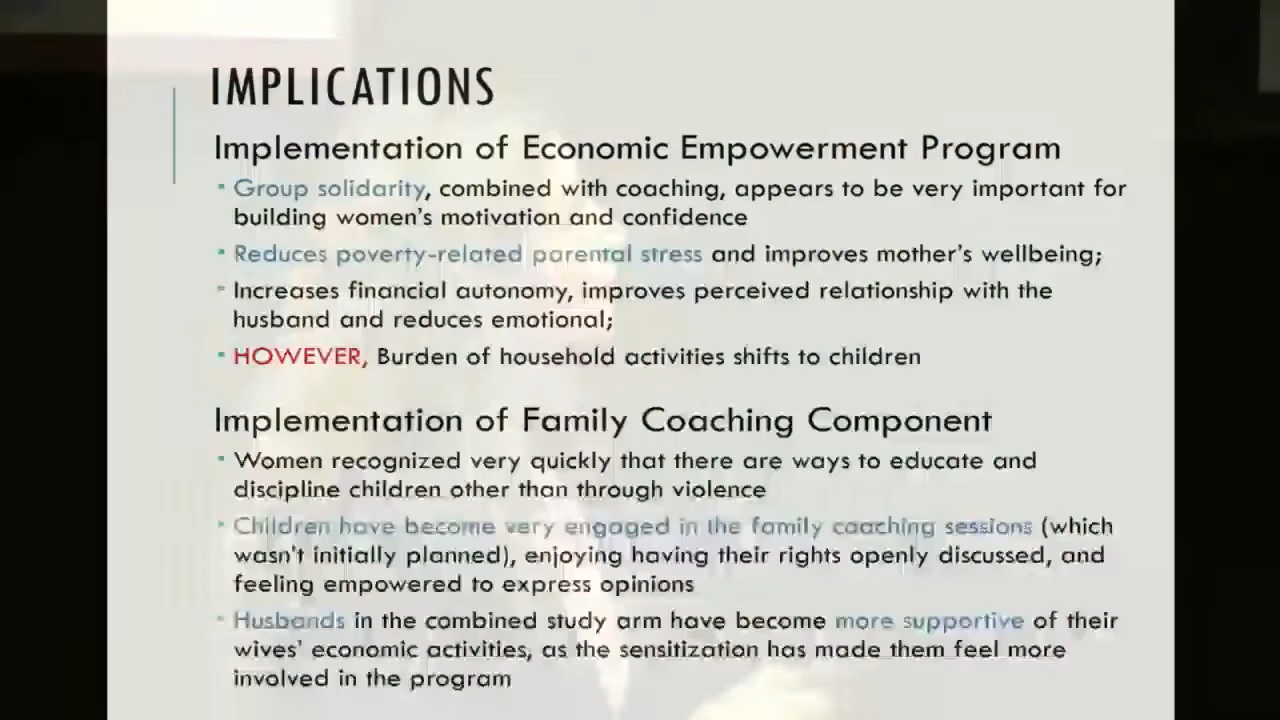 IMPLICATIONS
Implementation of Economic Empowerment Program
Group solidarity, combined with coaching, appears to be very important for
building women's motivation and confidence
Reduces poverty-related parental stress and improves mother's wellbeing;
Increases financial autonomy, improves perceived relationship with the
husband and reduces emotional;
HOWEVER, Burden of household activities shifts to children
Implementation of Family Coaching Component
Women recognized very quickly that there are ways to educate and
discipline children other than through violence
Children have become very engaged in the family coaching sessions (which
wasn't initially planned), enjoying having their rights openly discussed, and
feeling empowered to express opinions
Husbands in the combined study arm have become more supportive of their
wives' economic activities, as the sensitization has made them feel more
involved in the program